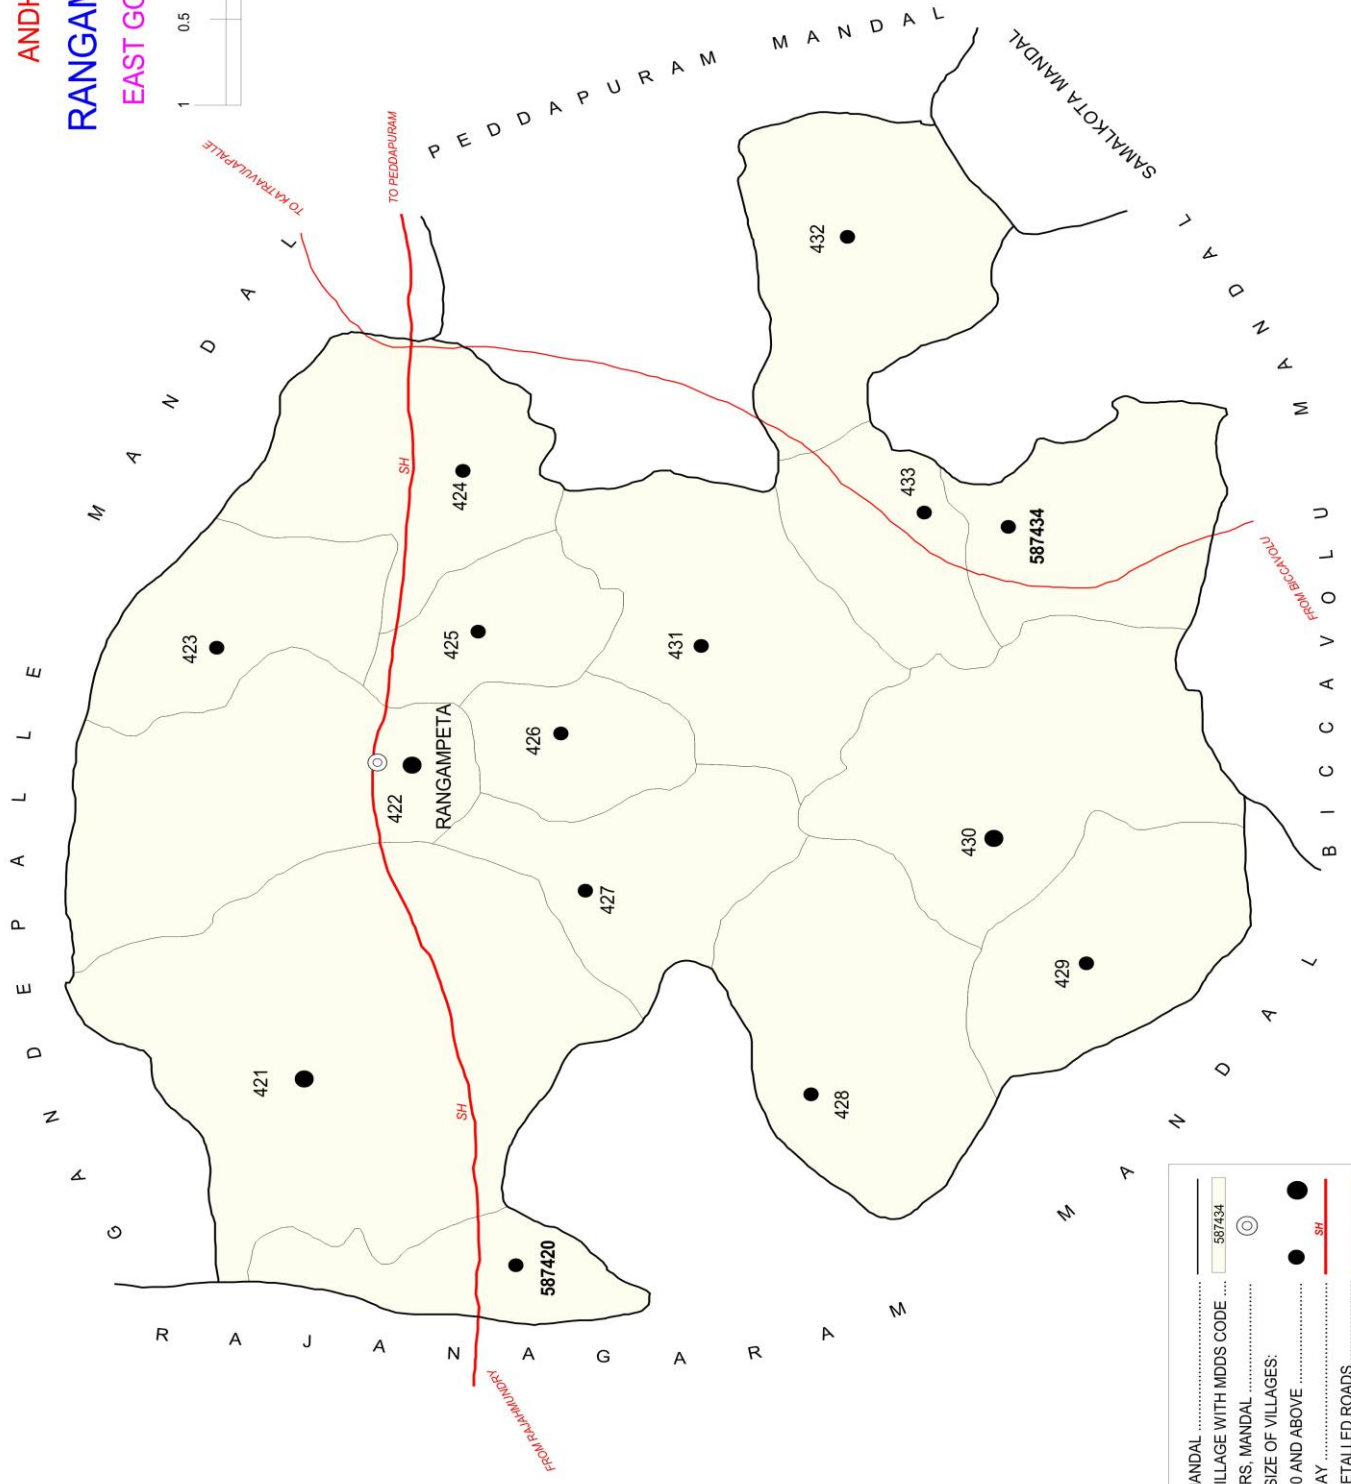 ANDH
RANGAM
EAST GO
1 0.5
GANDEPALLE MANDAL
TO KATRAVULAPALLE
TO PEDDAPURAM
PEDDAPURAM MANDAL
SAMALKOTA MANDAL
BICCAVOLU MANDAL
RAJANAGARAM MANDAL
FROM RAJAHMUNDRY
FROM BICCAVOLU
SH
SH
587420
421
422
RANGAMPETA
423
424
425
426
427
428
429
430
431
432
433
587434
ANDAL
ILLAGE WITH MDDS CODE 587434
RS, MANDAL
SIZE OF VILLAGES:
0 AND ABOVE
AY SH
ETALLED ROADS